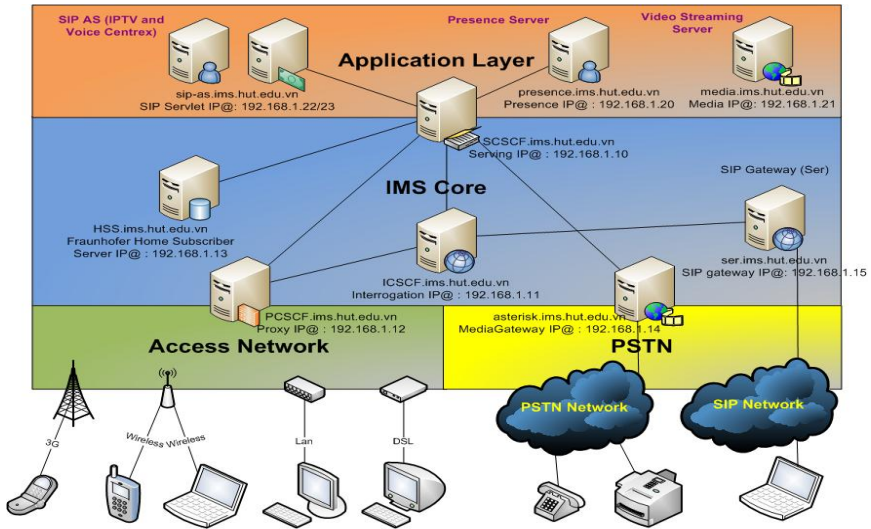 SIP AS (IPTV and
Voice Centrex)
Presence Server
Video Streaming
Server
Application Layer
sip-as.ims.hut.edu.vn
SIP Servlet IP@: 192.168.1.22/23
presence.ims.hut.edu.vn
Presence IP@ : 192.168.1.20
media.ims.hut.edu.vn
Media IP@ : 192.168.1.21
SCSCF.ims.hut.edu.vn
Serving IP@ : 192.168.1.10
IMS Core
SIP Gateway (Ser)
HSS.ims.hut.edu.vn
Fraunhofer Home Subscriber
Server IP@ : 192.168.1.13
ICSCF.ims.hut.edu.vn
Interrogation IP@ : 192.168.1.11
ser.ims.hut.edu.vn
SIP gateway IP@: 192.168.1.15
PCSCF.ims.hut.edu.vn
Proxy IP@ : 192.168.1.12
asterisk.ims.hut.edu.vn
MediaGateway IP@ : 192.168.1.14
Access Network
PSTN
PSTN Network
SIP Network
3G
Wireless
Wireless
Lan
DSL